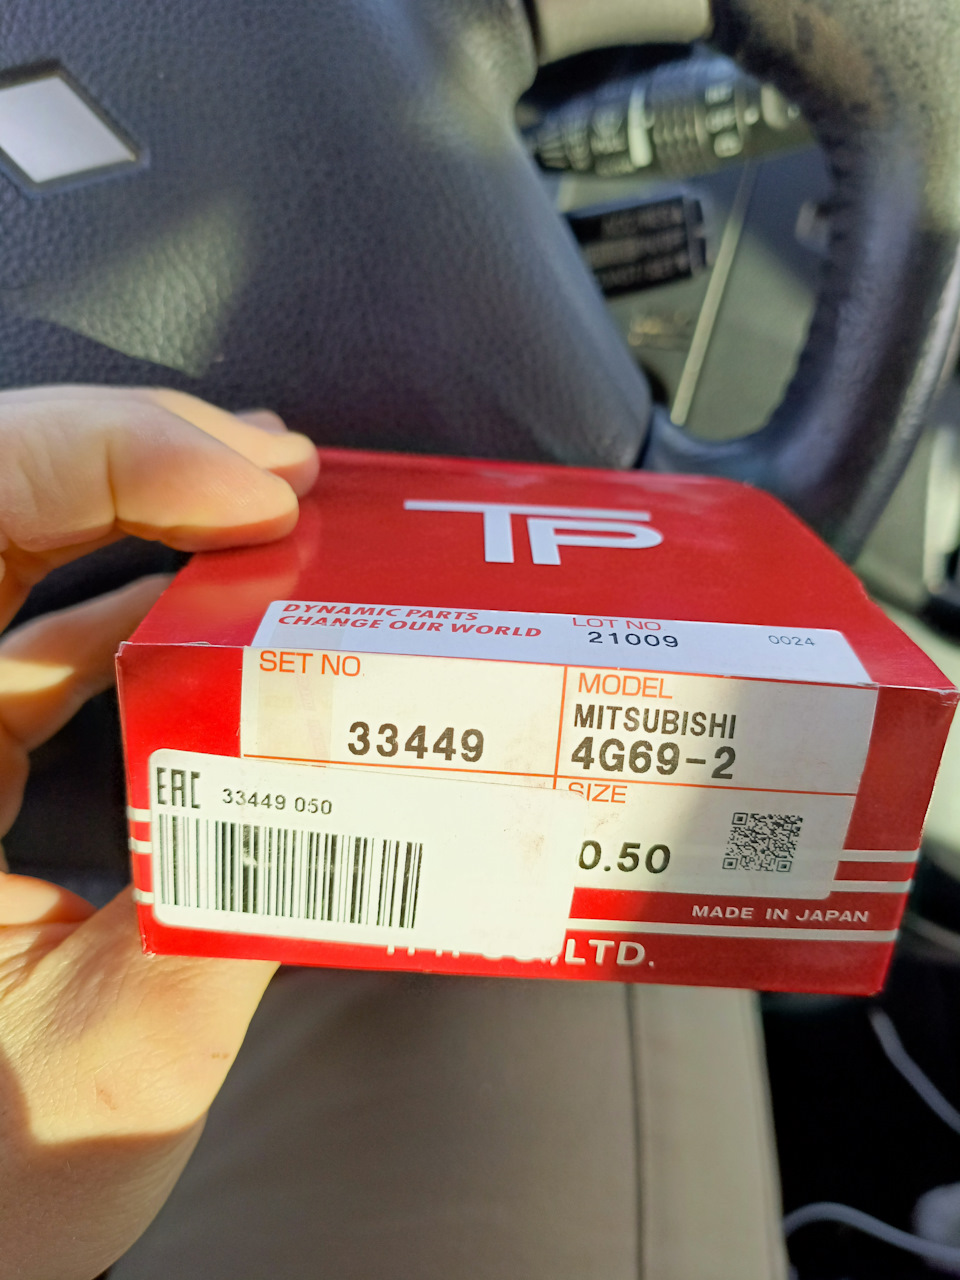 TP
DYNAMIC PARTS
CHANGE OUR WORLD
LOT NO
21009
0024
SET NO
33449
MODEL
MITSUBISHI
4G69-2
SIZE
0.50
EAC 33449 050
MADE IN JAPAN
LTD.